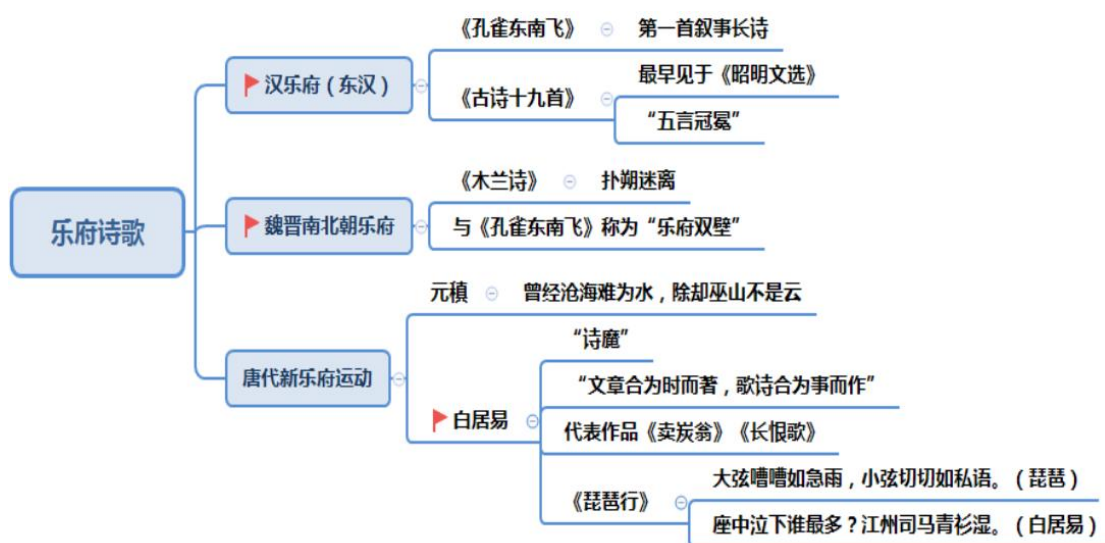 乐府诗歌
汉乐府（东汉）
《孔雀东南飞》
第一首叙事长诗
《古诗十九首》
最早见于《昭明文选》
“五言冠冕”
魏晋南北朝乐府
《木兰诗》
扑朔迷离
与《孔雀东南飞》称为“乐府双壁”
唐代新乐府运动
元稹
曾经沧海难为水，除却巫山不是云
白居易
“诗魔”
“文章合为时而著，歌诗合为事而作”
代表作品《卖炭翁》《长恨歌》
《琵琶行》
大弦嘈嘈如急雨，小弦切切如私语。（琵琶）
座中泣下谁最多？江州司马青衫湿。（白居易）